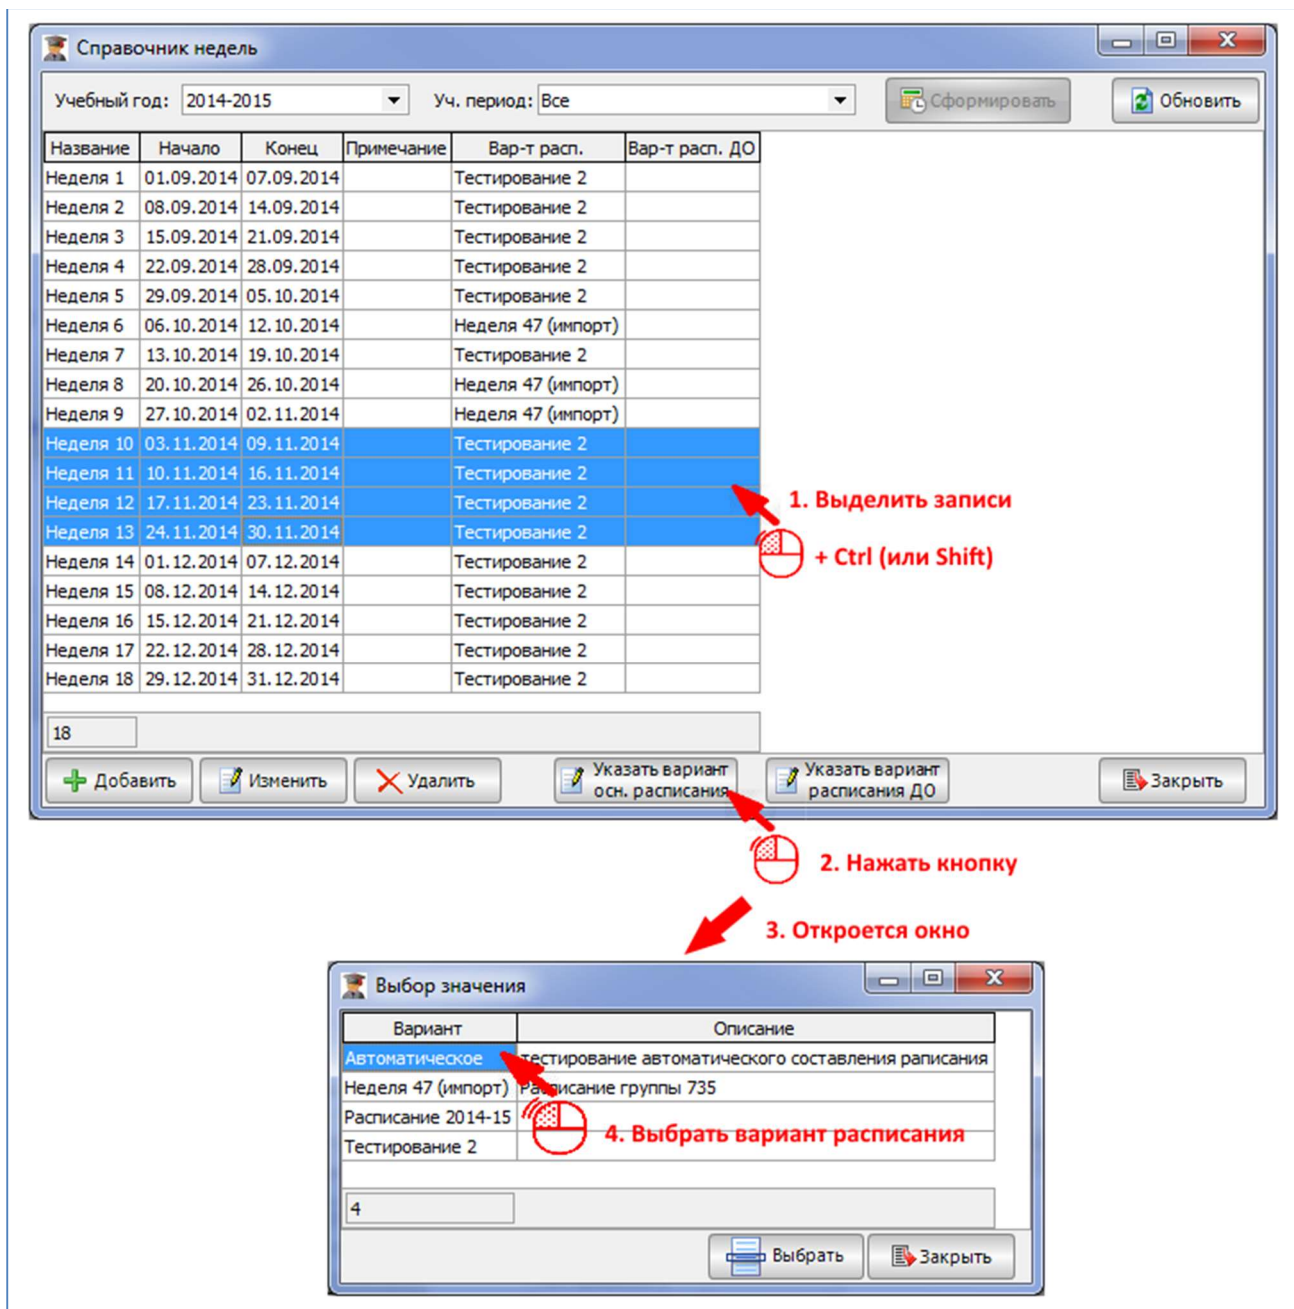 Справочник недель
Учебный год: 2014-2015 Уч. период: Все Сформировать Обновить
Название Начало Конец Примечание Вар-т расп. Вар-т расп. ДО
Неделя 1 01.09.2014 07.09.2014 Тестирование 2
Неделя 2 08.09.2014 14.09.2014 Тестирование 2
Неделя 3 15.09.2014 21.09.2014 Тестирование 2
Неделя 4 22.09.2014 28.09.2014 Тестирование 2
Неделя 5 29.09.2014 05.10.2014 Тестирование 2
Неделя 6 06.10.2014 12.10.2014 Неделя 47 (импорт)
Неделя 7 13.10.2014 19.10.2014 Тестирование 2
Неделя 8 20.10.2014 26.10.2014 Неделя 47 (импорт)
Неделя 9 27.10.2014 02.11.2014 Неделя 47 (импорт)
Неделя 10 03.11.2014 09.11.2014 Тестирование 2
Неделя 11 10.11.2014 16.11.2014 Тестирование 2
Неделя 12 17.11.2014 23.11.2014 Тестирование 2
1. Выделить записи
Неделя 13 24.11.2014 30.11.2014 Тестирование 2
+ Ctrl (или Shift)
Неделя 14 01.12.2014 07.12.2014 Тестирование 2
Неделя 15 08.12.2014 14.12.2014 Тестирование 2
Неделя 16 15.12.2014 21.12.2014 Тестирование 2
Неделя 17 22.12.2014 28.12.2014 Тестирование 2
Неделя 18 29.12.2014 31.12.2014 Тестирование 2
18
Добавить Изменить Удалить
Указать вариант
осн. расписания
Указать вариант
расписания ДО
Закрыть
2. Нажать кнопку
3. Откроется окно
Выбор значения
Вариант Описание
Автоматическое тестирование автоматического составления раписания
Неделя 47 (импорт) Расписание группы 735
Расписание 2014-15
4. Выбрать вариант расписания
Тестирование 2
4
Выбрать Закрыть